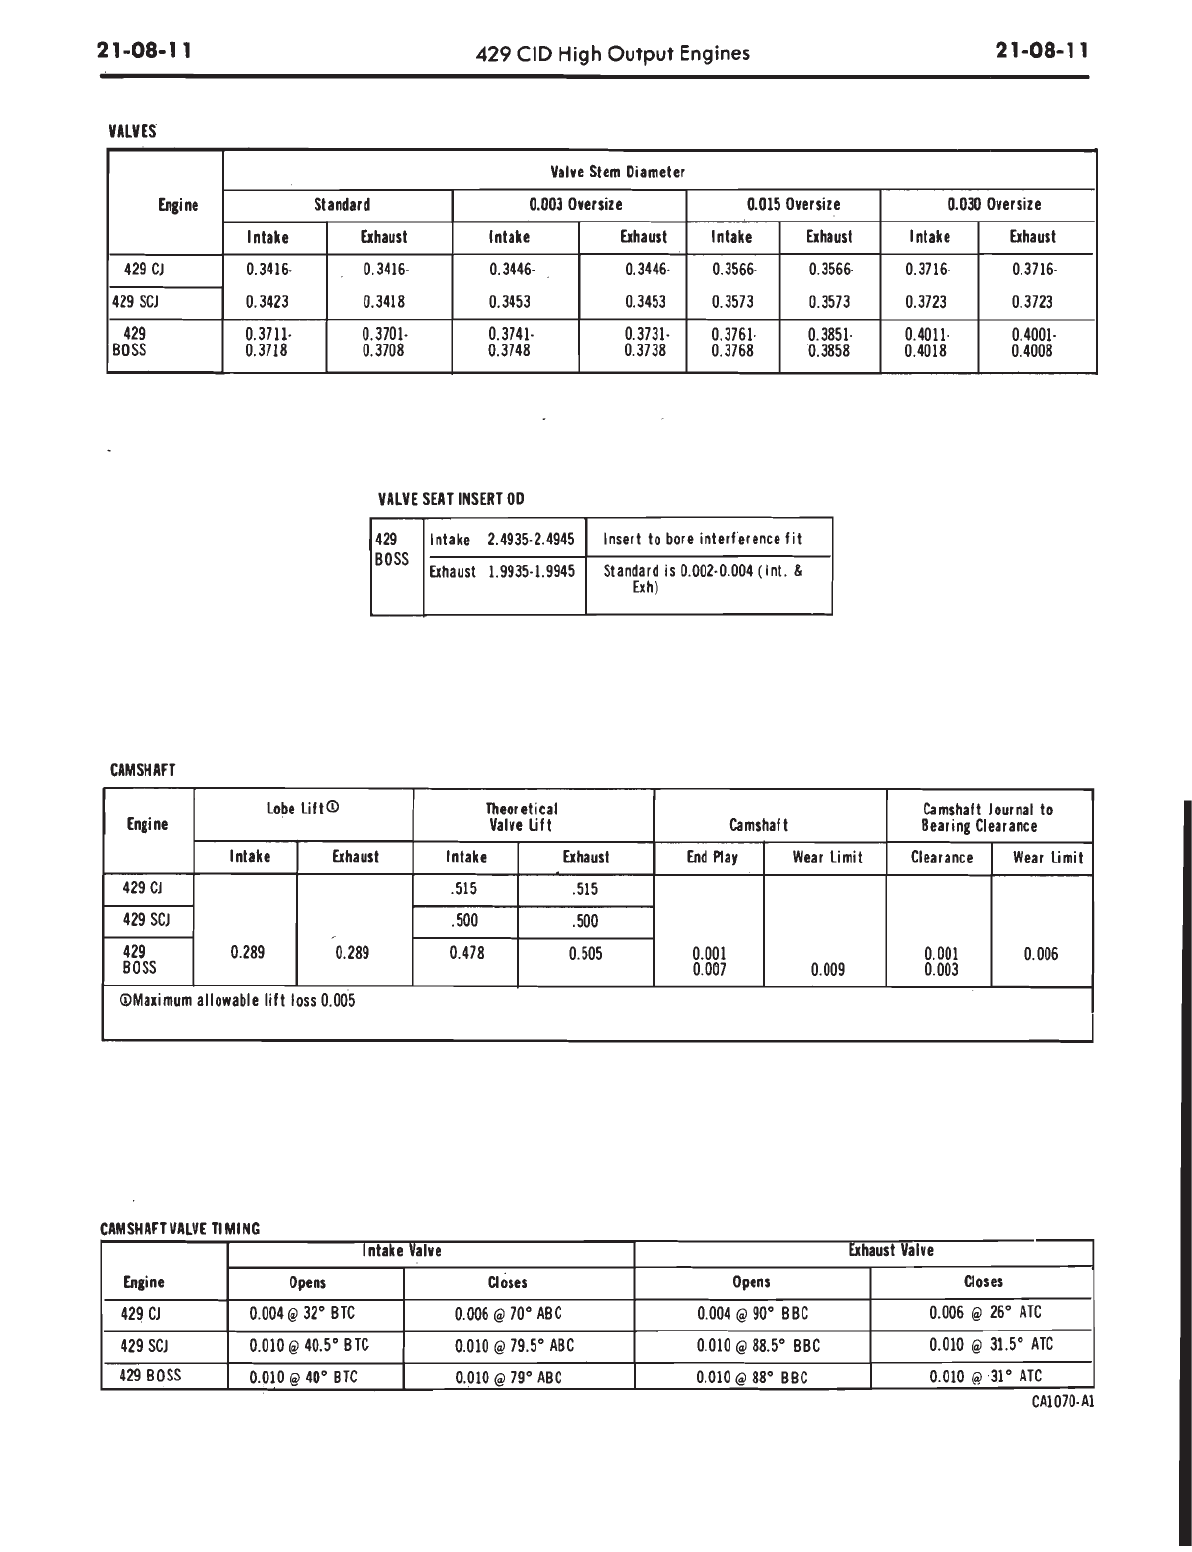 21-08-11 429 CID High Output Engines 21-08-11
VALVES
Valve Stem Diameter
Engine Standard 0.003 Oversize 0.015 Oversize 0.030 Oversize
Intake Exhaust Intake Exhaust Intake Exhaust Intake Exhaust
429 CJ 0.3416- 0.3416- 0.3446- 0.3446- 0.3566- 0.3566- 0.3716- 0.3716-
429 SCJ 0.3423 0.3418 0.3453 0.3453 0.3573 0.3573 0.3723 0.3723
429 0.3711- 0.3701- 0.3741- 0.3731- 0.3761- 0.3851- 0.4011- 0.4001-
BOSS 0.3718 0.3708 0.3748 0.3738 0.3768 0.3858 0.4018 0.4008
VALVE SEAT INSERT OD
429 Intake 2.4935-2.4945 Insert to bore interference fit
BOSS
Exhaust 1.9935-1.9945 Standard is 0.002-0.004 (int. &
Exh)
CAMSHAFT
Lobe Lift① Theoretical Camshaft Journal to
Engine Valve Lift Camshaft Bearing Clearance
Intake Exhaust Intake Exhaust End Play Wear Limit Clearance Wear Limit
429 CJ .515 .515
429 SCJ .500 .500
429 0.289 0.289 0.478 0.505 0.001 0.001 0.006
BOSS 0.007 0.009 0.003
①Maximum allowable lift loss 0.005
CAMSHAFT VALVE TIMING
Intake Valve Exhaust Valve
Engine Opens Closes Opens Closes
429 CJ 0.004 @ 32° BTC 0.006 @ 70° ABC 0.004 @ 90° BBC 0.006 @ 26° ATC
429 SCJ 0.010 @ 40.5° BTC 0.010 @ 79.5° ABC 0.010 @ 88.5° BBC 0.010 @ 31.5° ATC
429 BOSS 0.010 @ 40° BTC 0.010 @ 79° ABC 0.010 @ 88° BBC 0.010 @ 31° ATC
CA1070-A1